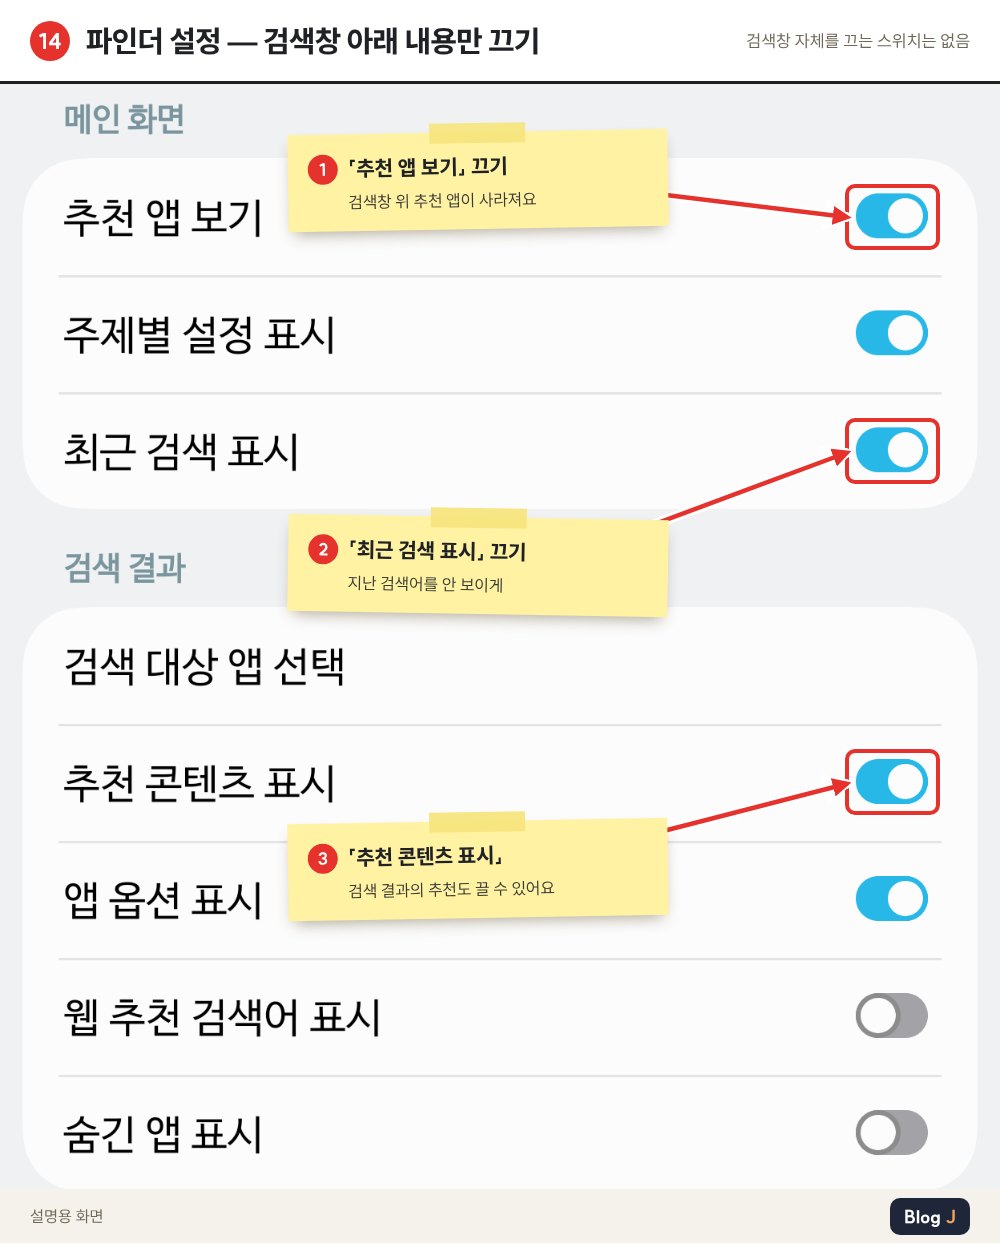 14 파인더 설정 — 검색창 아래 내용만 끄기
검색창 자체를 끄는 스위치는 없음
메인 화면
1 「추천 앱 보기」 끄기
검색창 위 추천 앱이 사라져요
추천 앱 보기
주제별 설정 표시
최근 검색 표시
2 「최근 검색 표시」 끄기
지난 검색어를 안 보이게
검색 결과
검색 대상 앱 선택
추천 콘텐츠 표시
3 「추천 콘텐츠 표시」
검색 결과의 추천도 끌 수 있어요
앱 옵션 표시
웹 추천 검색어 표시
숨긴 앱 표시
설명용 화면
Blog J